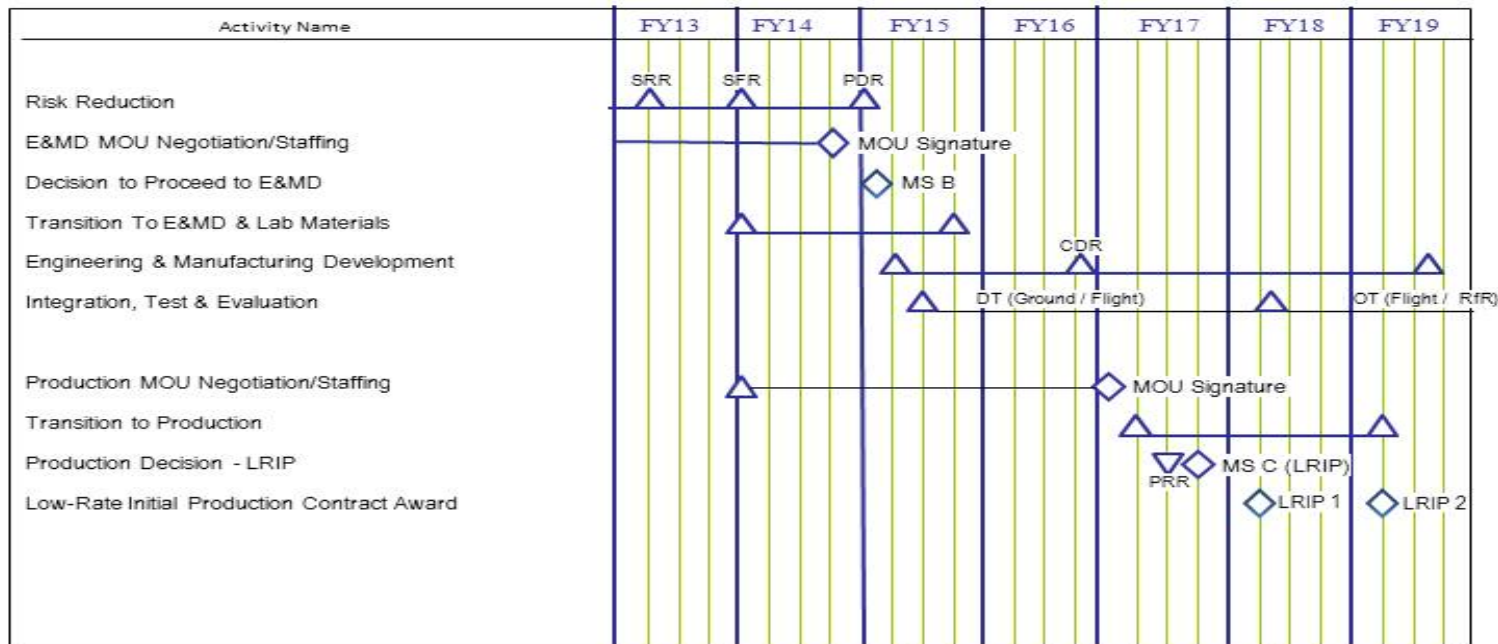 Activity Name FY13 FY14 FY15 FY16 FY17 FY18 FY19
SRR SFR PDR
Risk Reduction
E&MD MOU Negotiation/Staffing MOU Signature
Decision to Proceed to E&MD MS B
Transition To E&MD & Lab Materials
CDR
Engineering & Manufacturing Development
Integration, Test & Evaluation DT (Ground / Flight) OT (Flight / RfR)
Production MOU Negotiation/Staffing MOU Signature
Transition to Production
Production Decision - LRIP MS C (LRIP)
PRR
Low-Rate Initial Production Contract Award LRIP 1 LRIP 2